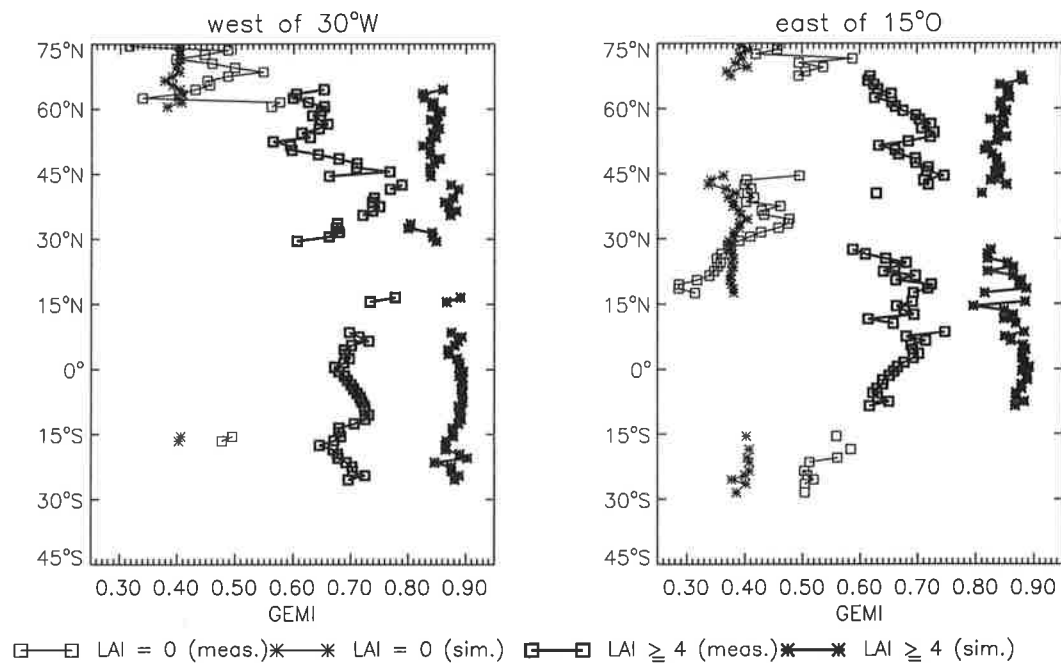 west of 30°W
east of 15°O
75°N
60°N
45°N
30°N
15°N
0°
15°S
30°S
45°S
0.30 0.40 0.50 0.60 0.70 0.80 0.90
GEMI
75°N
60°N
45°N
30°N
15°N
0°
15°S
30°S
45°S
0.30 0.40 0.50 0.60 0.70 0.80 0.90
GEMI
LAI = 0 (meas.) LAI = 0 (sim.) LAI ≧ 4 (meas.) LAI ≧ 4 (sim.)